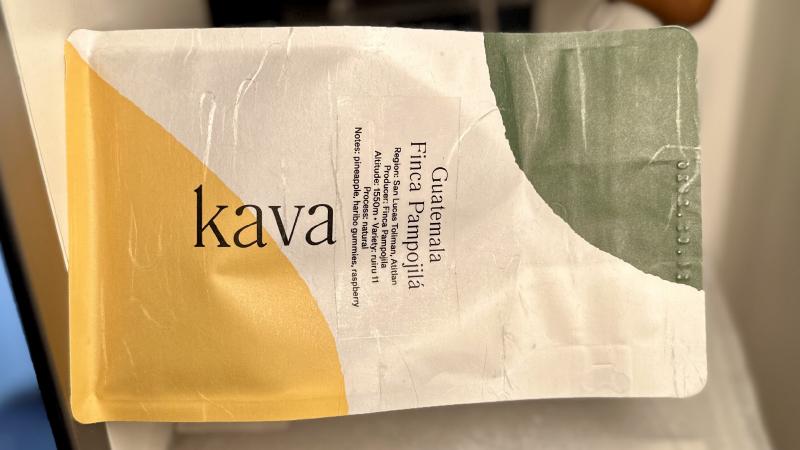 kava
Guatemala
Finca Pampojilá
Region: San Lucas Toliman, Atitlan
Producer: Finca Pampojila
Altitude: 1550m • Variety: ruiru 11
Process: natural
Notes: pineapple, haribo gummies, raspberry